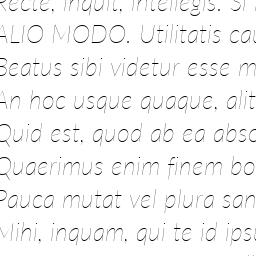 Recte, inquit, intellegis. Si
ALIO MODO. Utilitatis cau
Beatus sibi videtur esse m
An hoc usque quaque, alit
Quid est, quod ab ea abso
Quaerimus enim finem bo
Pauca mutat vel plura san
Mihi, inquam, qui te id ipsu